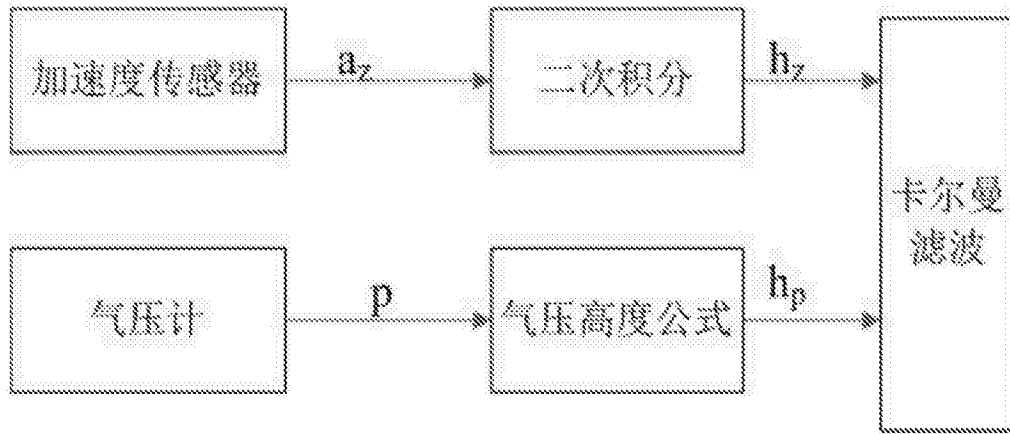 加速度传感器
a_z
二次积分
h_z
卡尔曼
滤波
气压计
p
气压高度公式
h_p